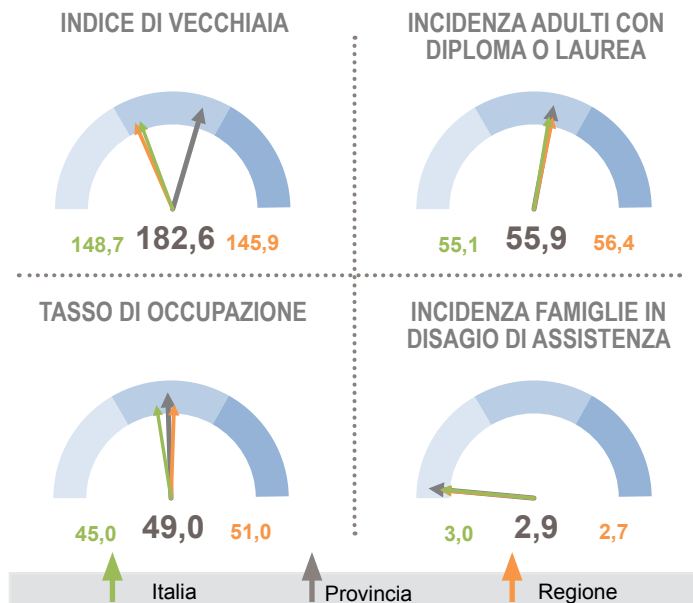 INDICE DI VECCHIAIA
148,7 182,6 145,9
INCIDENZA ADULTI CON
DIPLOMA O LAUREA
55,1 55,9 56,4
TASSO DI OCCUPAZIONE
45,0 49,0 51,0
INCIDENZA FAMIGLIE IN
DISAGIO DI ASSISTENZA
3,0 2,9 2,7
Italia Provincia Regione